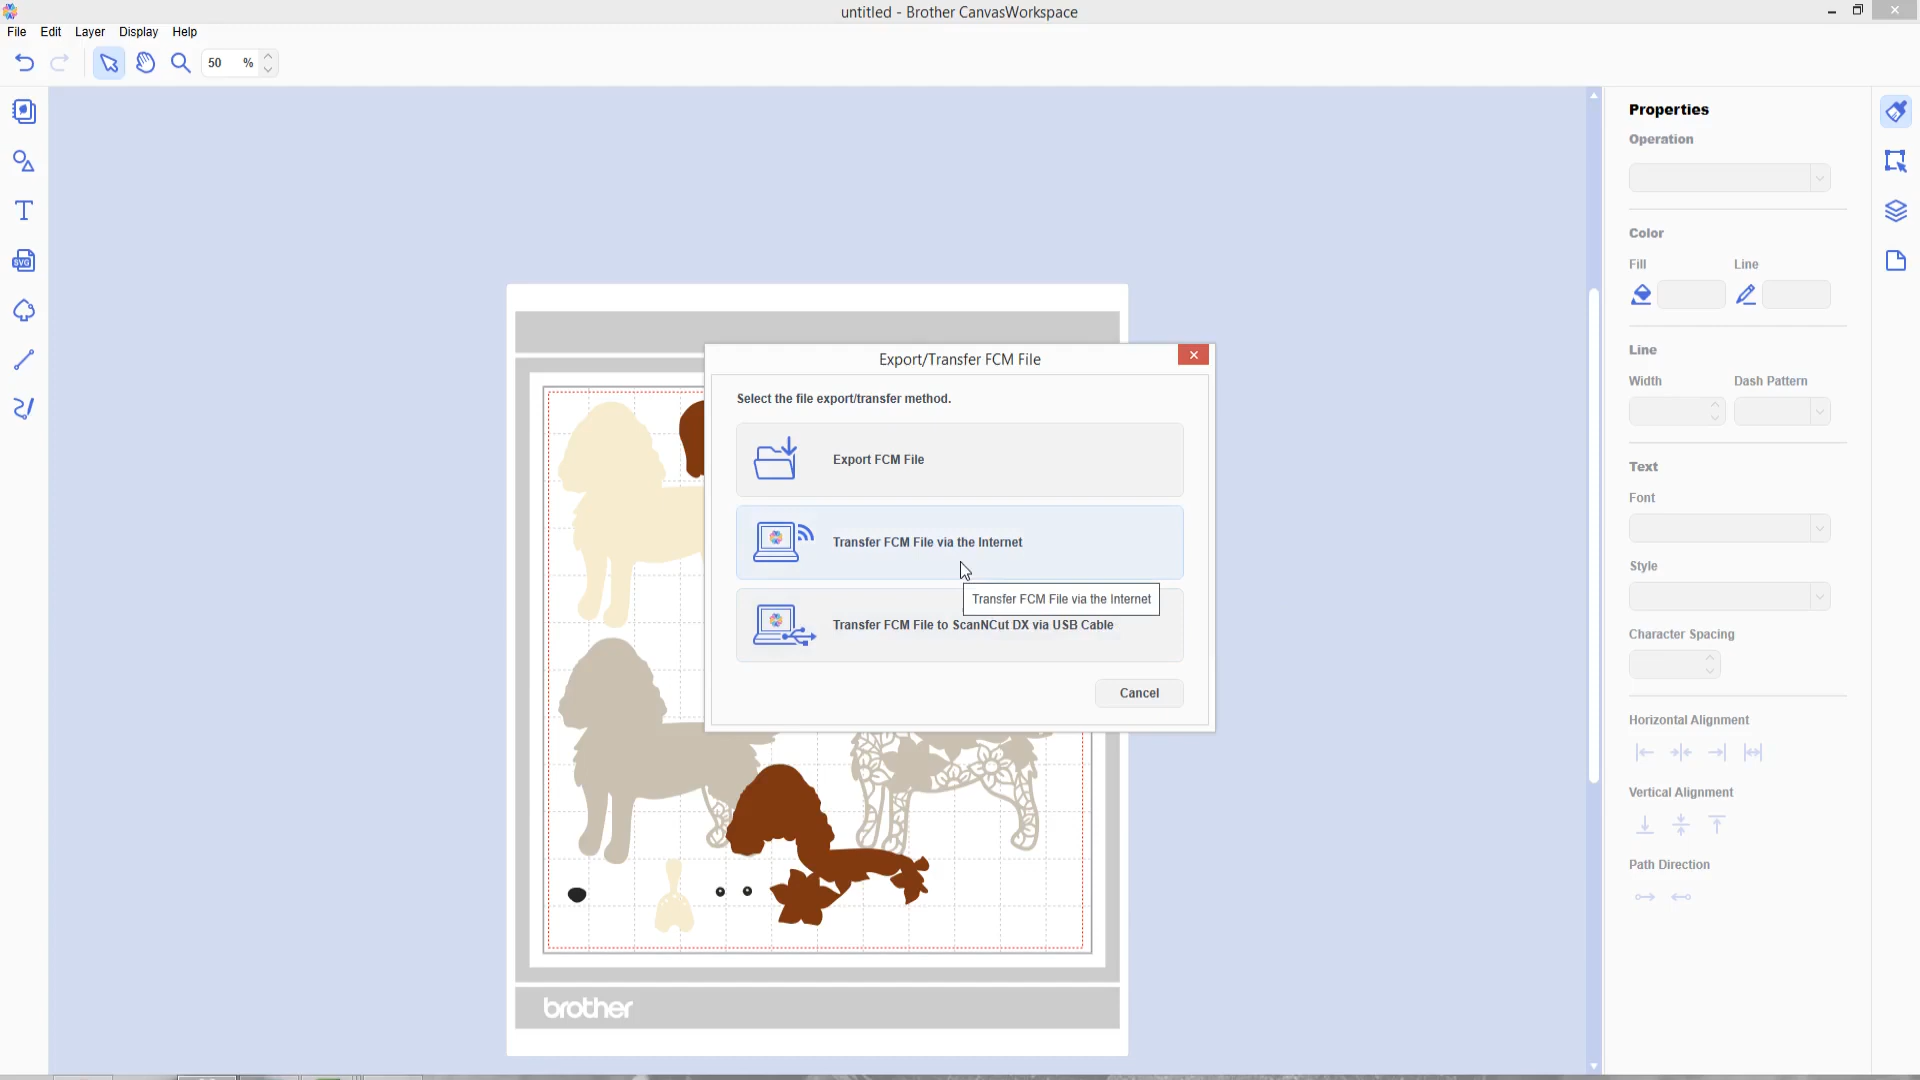 untitled - Brother CanvasWorkspace
File Edit Layer Display Help
50 %
SVG
Properties
Operation
Color
Fill Line
Line
Width Dash Pattern
Text
Font
Style
Character Spacing
Horizontal Alignment
Vertical Alignment
Path Direction
Export/Transfer FCM File
Select the file export/transfer method.
Export FCM File
Transfer FCM File via the Internet
Transfer FCM File via the Internet
Transfer FCM File to ScanNCut DX via USB Cable
Cancel
brother